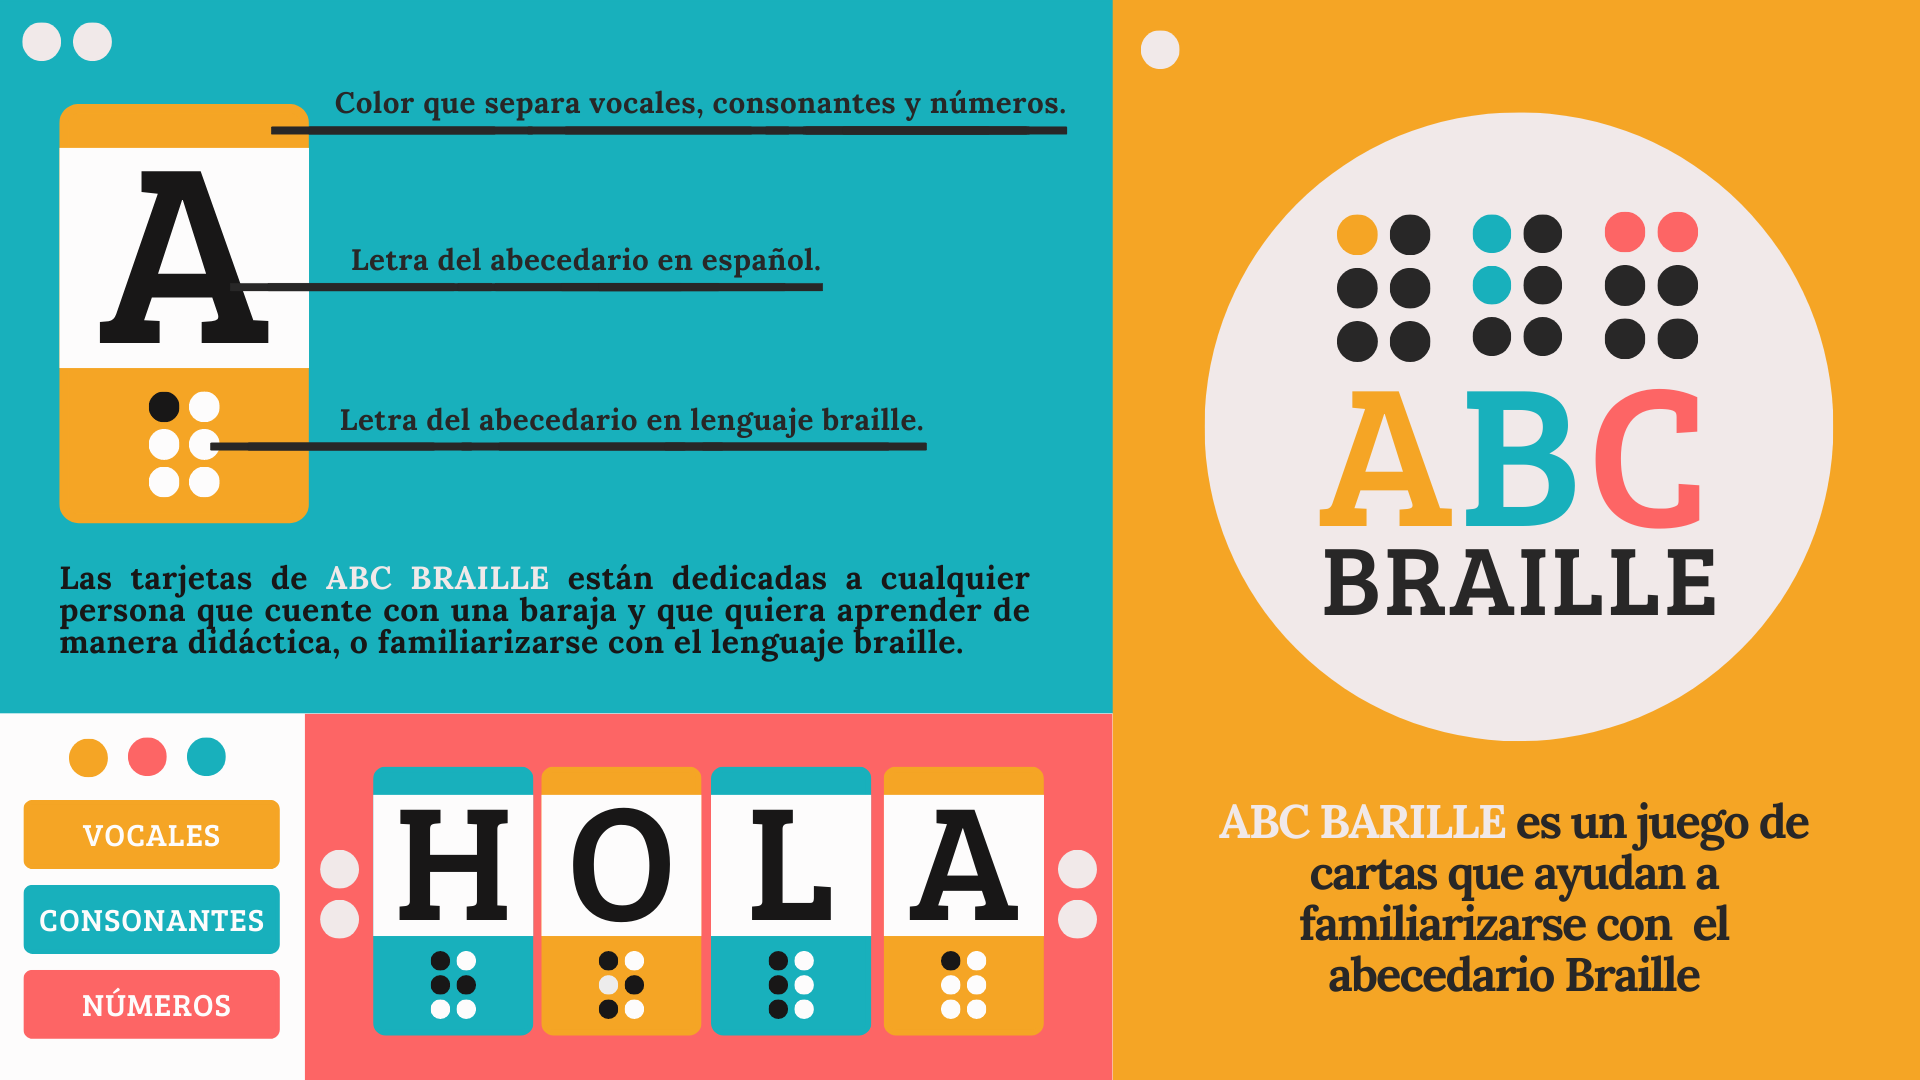 Color que separa vocales, consonantes y números.
A
Letra del abecedario en español.
Letra del abecedario en lenguaje braille.
Las tarjetas de ABC BRAILLE están dedicadas a cualquier
persona que cuente con una baraja y que quiera aprender de
manera didáctica, o familiarizarse con el lenguaje braille.
VOCALES
CONSONANTES
NÚMEROS
HOLA
ABC
BRAILLE
ABC BARILLE es un juego de
cartas que ayudan a
familiarizarse con el
abecedario Braille